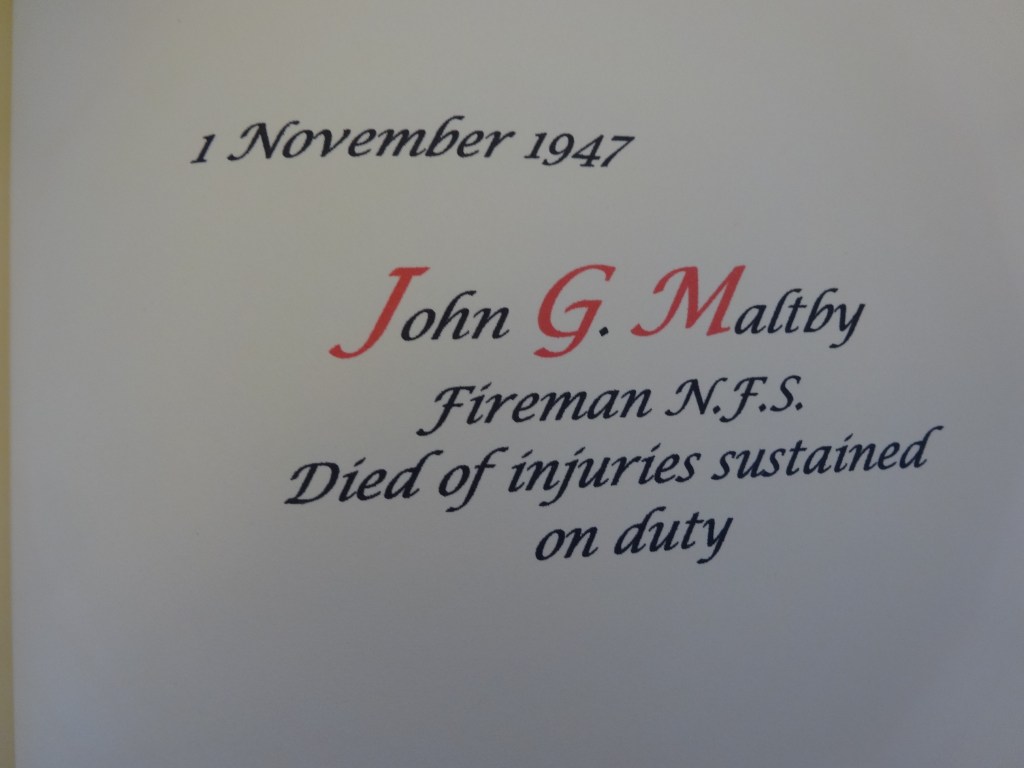 1 November 1947
John G. Maltby
Fireman N.F.S.
Died of injuries sustained
on duty